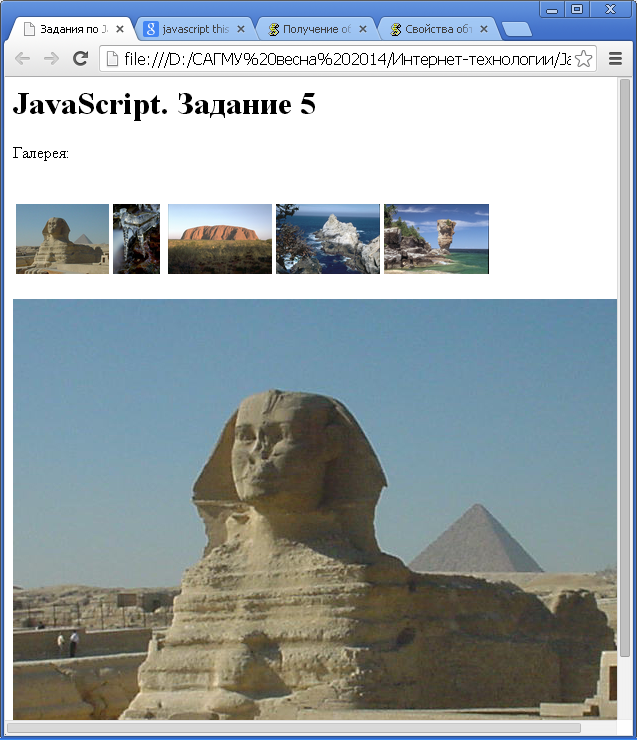 Задания по Ja
javascript this
Получение об
Свойства объ
file:///D:/САГМУ%20весна%202014/Интернет-технологии/Ja
JavaScript. Задание 5
Галерея: